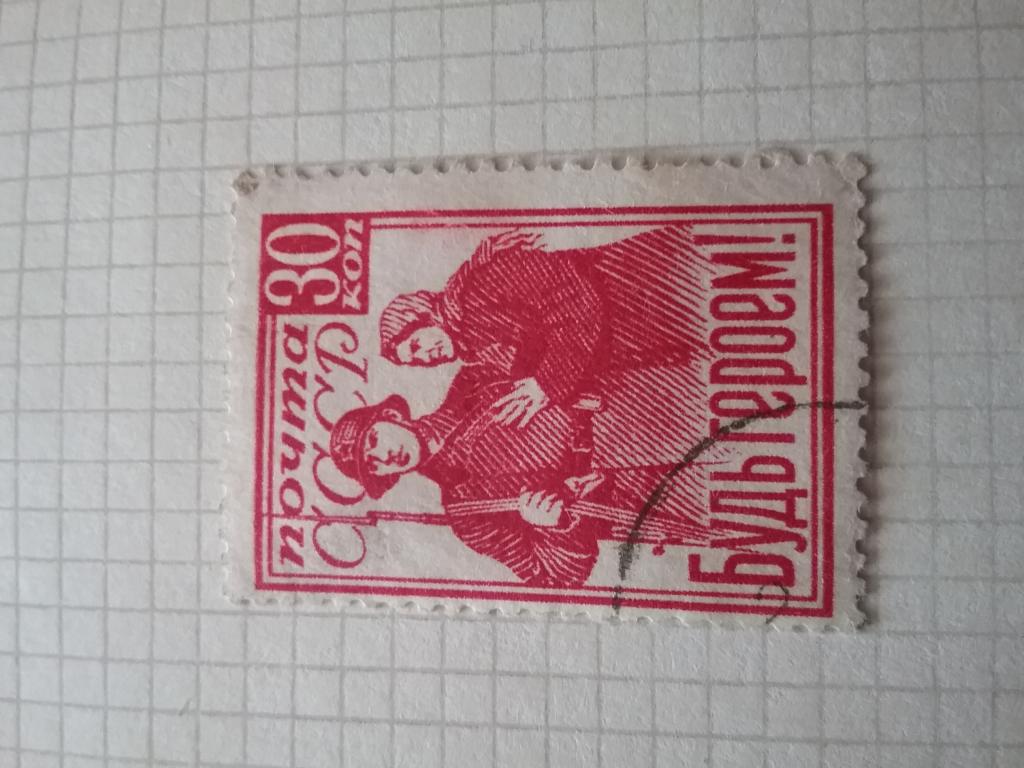 почта 30
СССР коп
Будь героем!